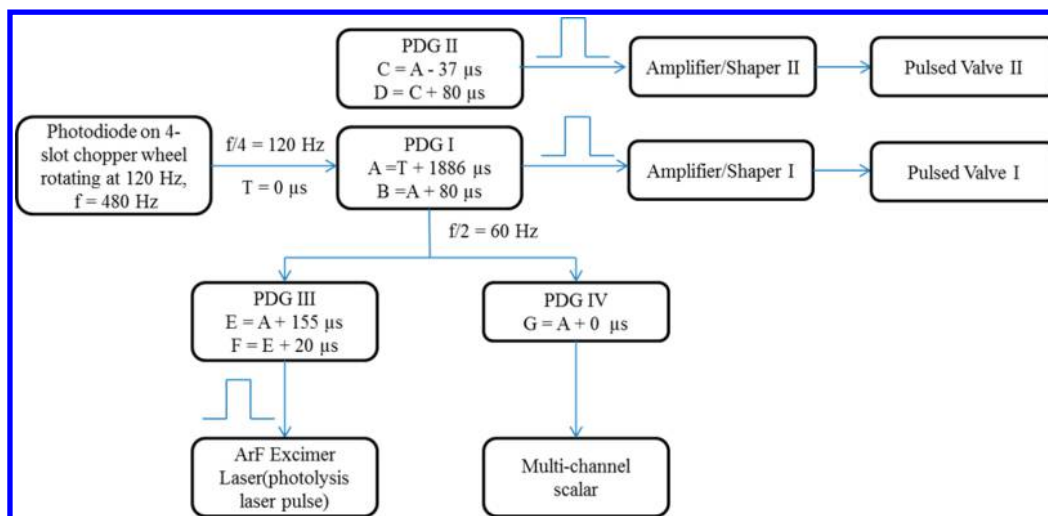 PDG II
C = A - 37 µs
D = C + 80 µs
Amplifier/Shaper II
Pulsed Valve II
Photodiode on 4-
slot chopper wheel
rotating at 120 Hz,
f = 480 Hz
f/4 = 120 Hz
T = 0 µs
PDG I
A =T + 1886 µs
B =A + 80 µs
Amplifier/Shaper I
Pulsed Valve I
f/2 = 60 Hz
PDG III
E = A + 155 µs
F = E + 20 µs
PDG IV
G = A + 0 µs
ArF Excimer
Laser(photolysis
laser pulse)
Multi-channel
scalar